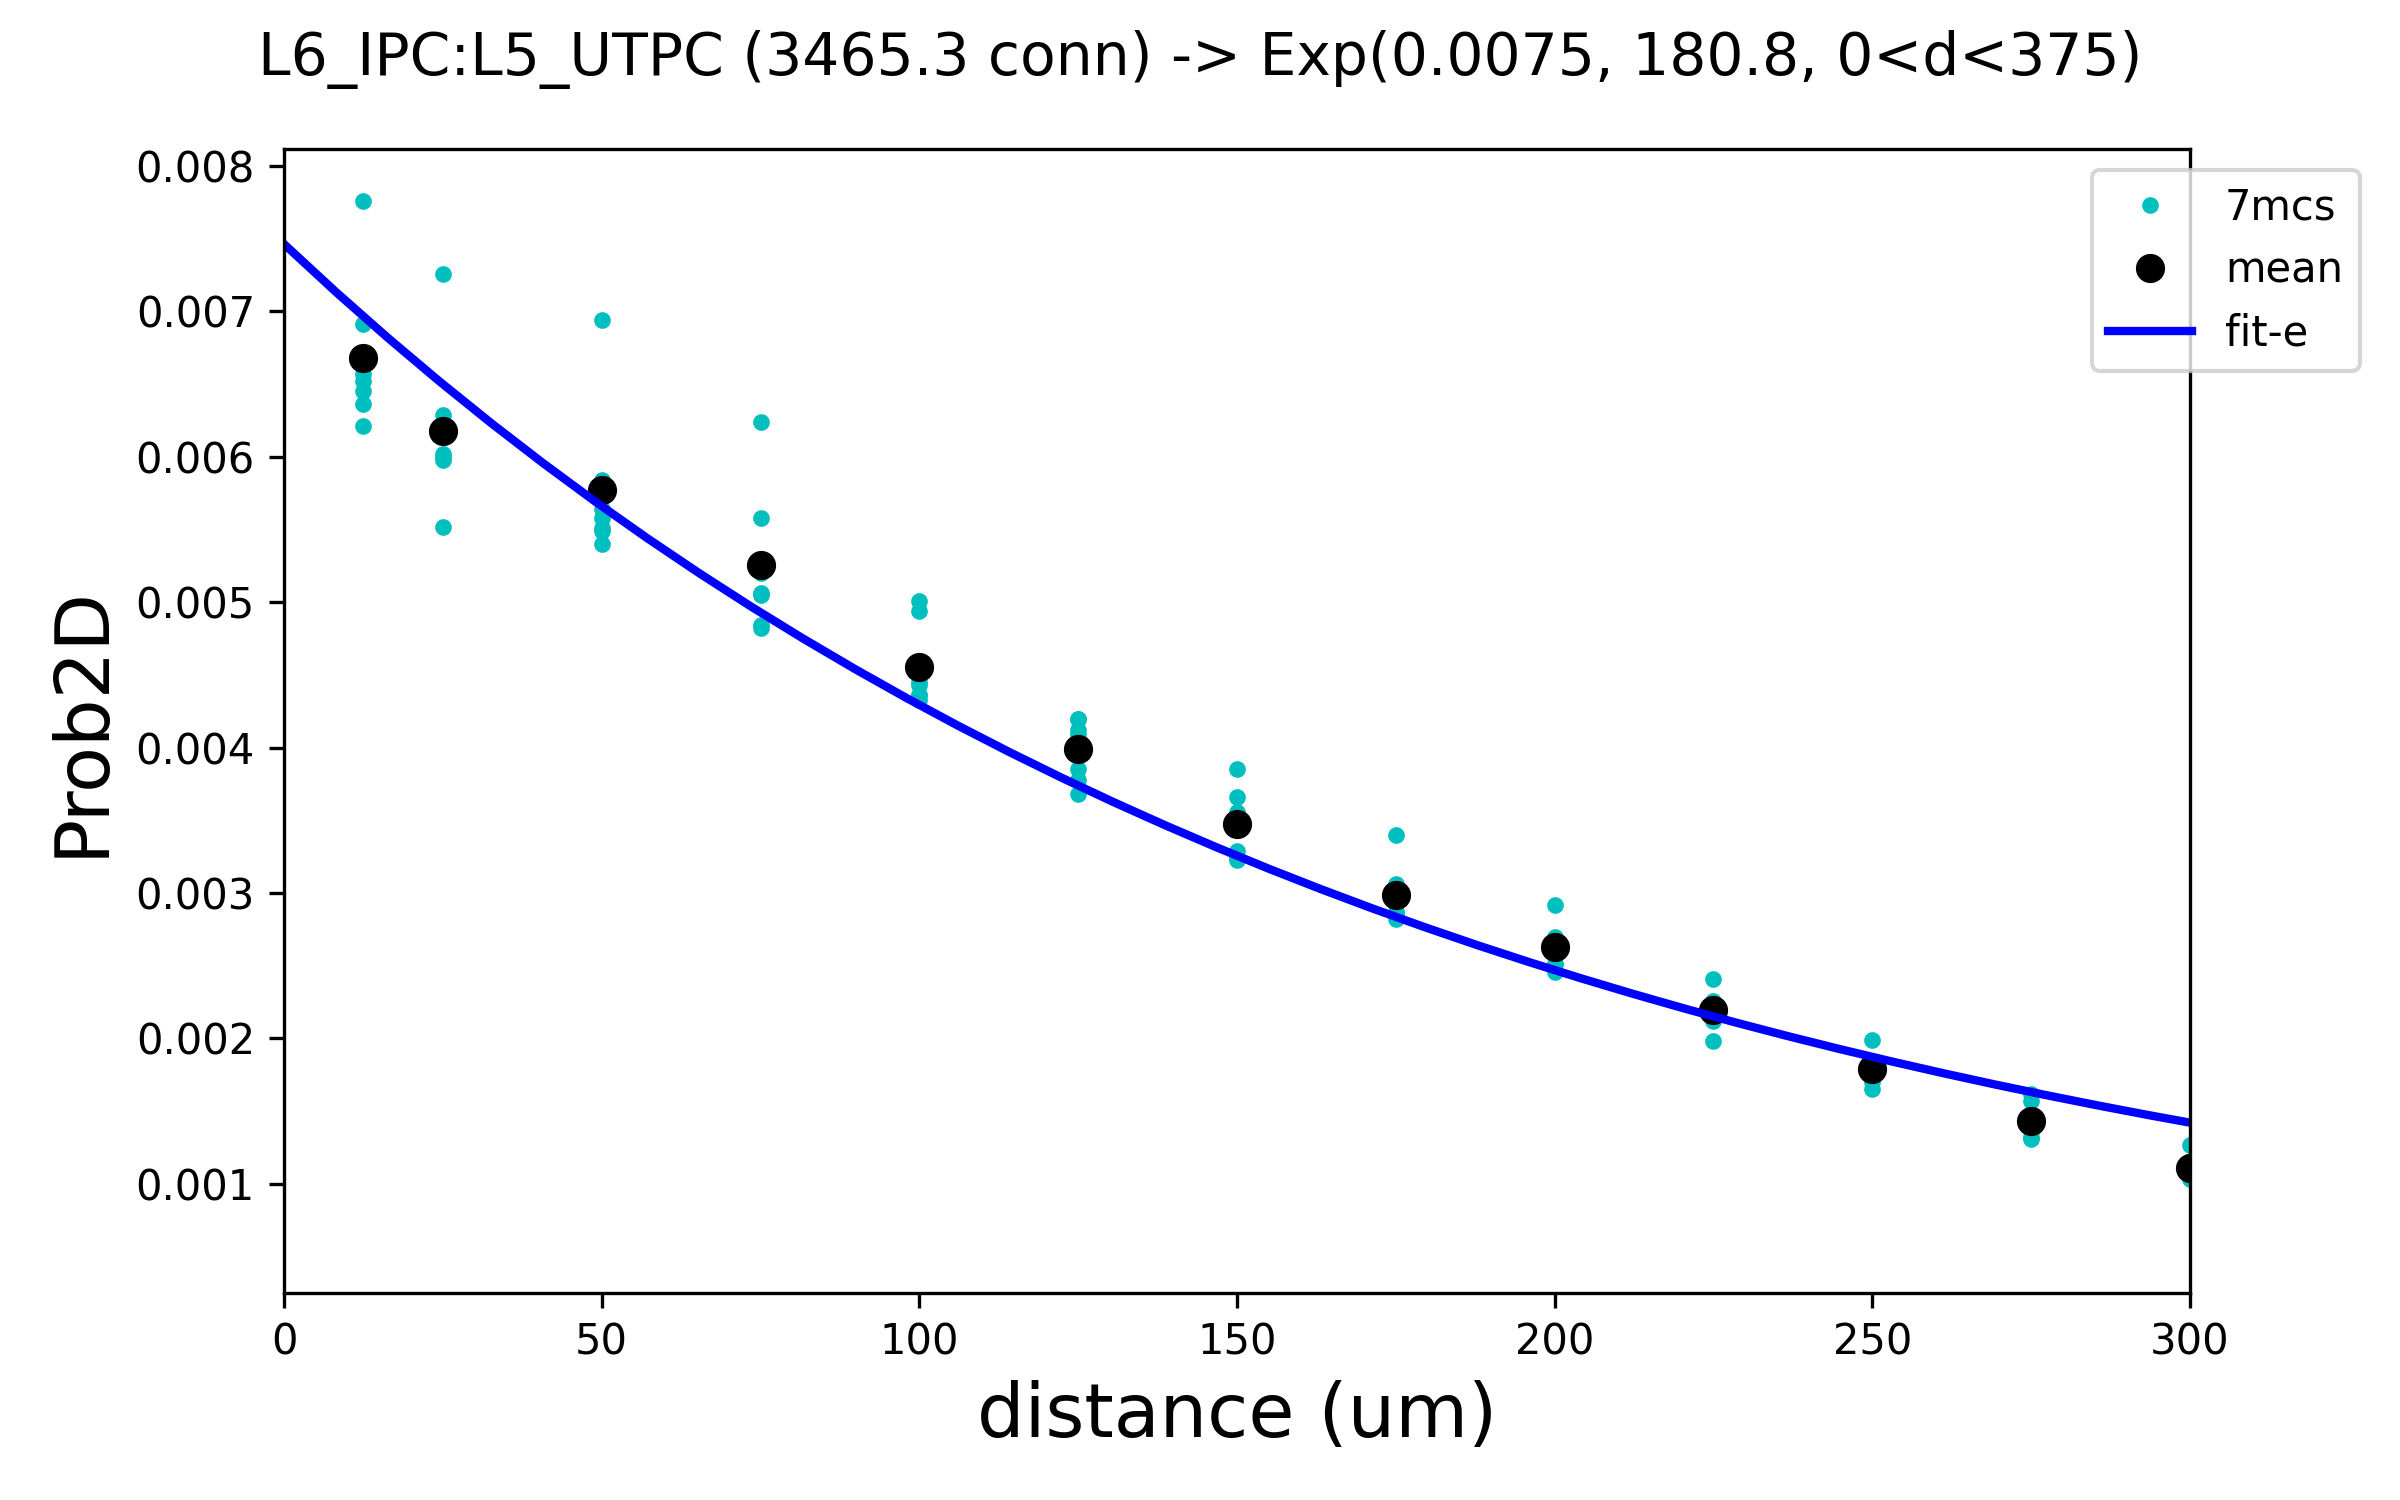 L6_IPC:L5_UTPC (3465.3 conn) -> Exp(0.0075, 180.8, 0<d<375)
0.008
0.007
0.006
0.005
0.004
0.003
0.002
0.001
Prob2D
7mcs
mean
fit-e
0 50 100 150 200 250 300
distance (um)